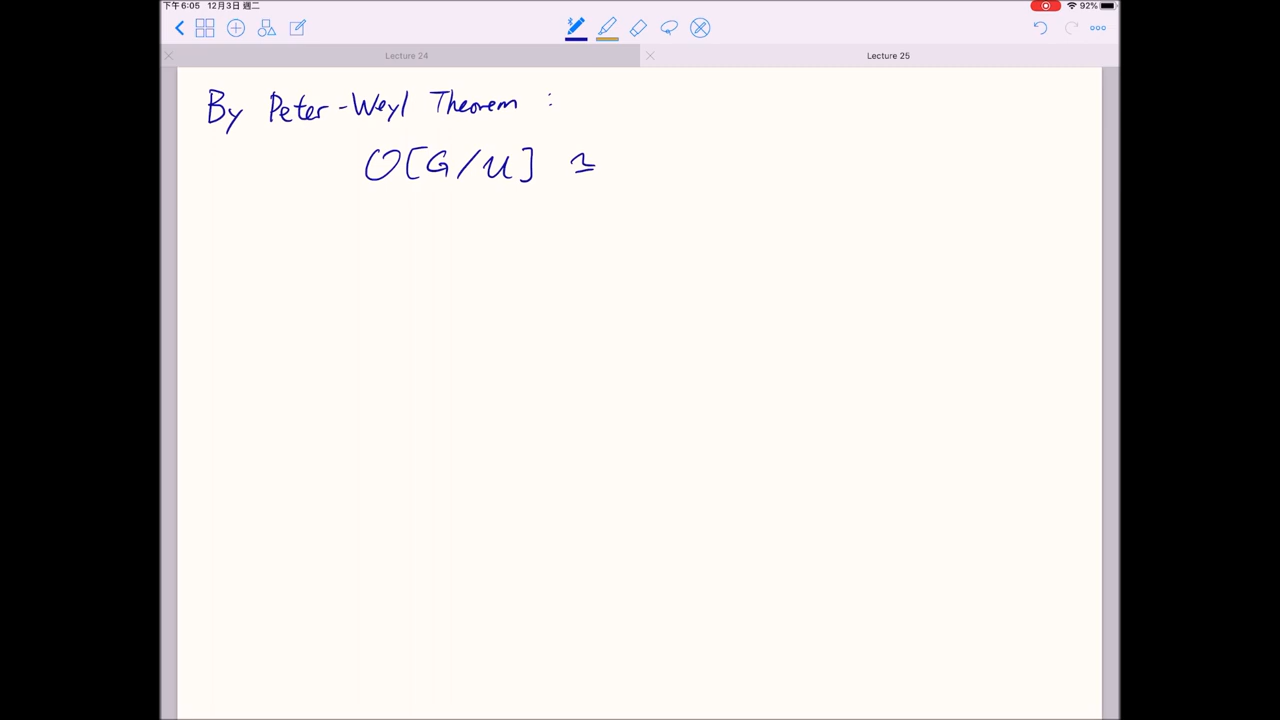 下午6:05 12月3日 週二 92%
Lecture 24 Lecture 25
By Peter-Weyl Theorem :
O[G/U] ≃